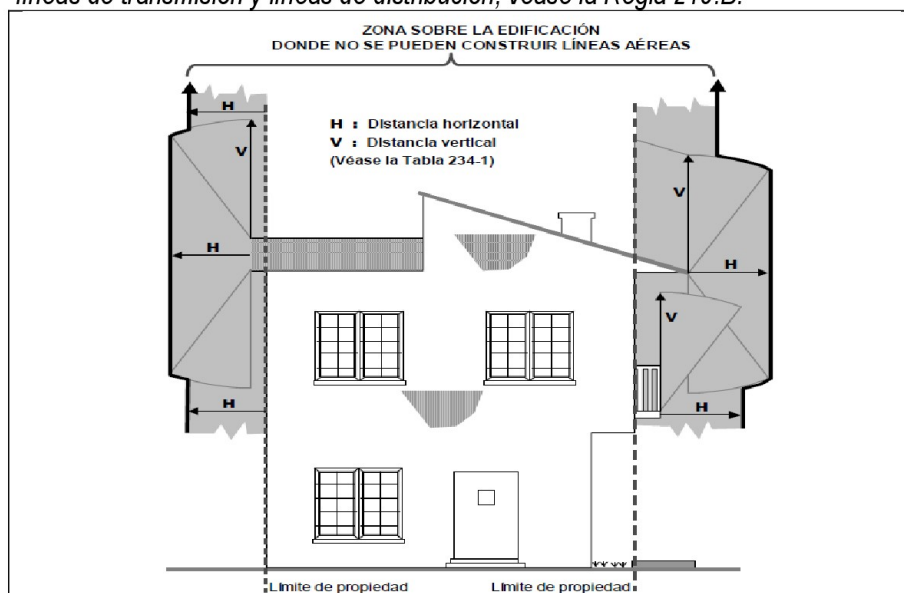 líneas de transmisión y líneas de distribución, véase la Regla 219.B.
ZONA SOBRE LA EDIFICACIÓN
DONDE NO SE PUEDEN CONSTRUIR LÍNEAS AÉREAS
H
H : Distancia horizontal
V : Distancia vertical
(Véase la Tabla 234-1)
V
V
H
H
V
H
H
Límite de propiedad
Límite de propiedad